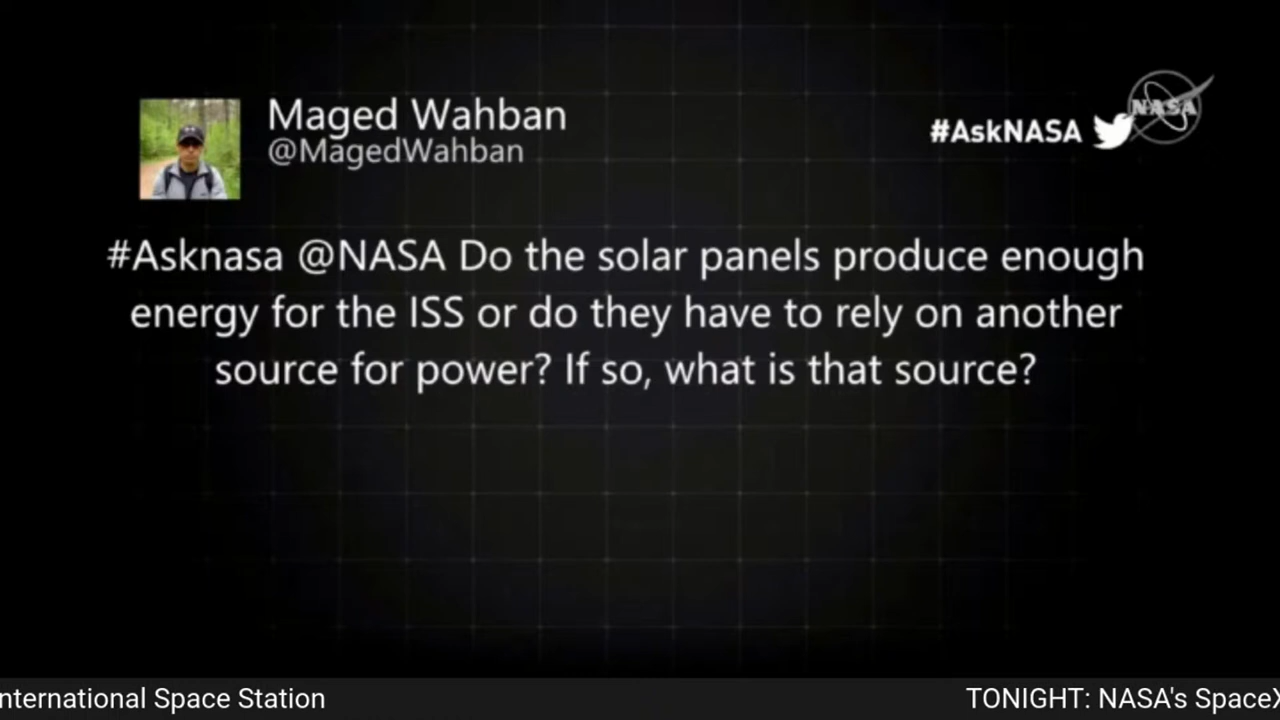 Maged Wahban
@MagedWahban
#AskNASA
NASA
#Asknasa @NASA Do the solar panels produce enough
energy for the ISS or do they have to rely on another
source for power? If so, what is that source?
nternational Space Station
TONIGHT: NASA's SpaceX